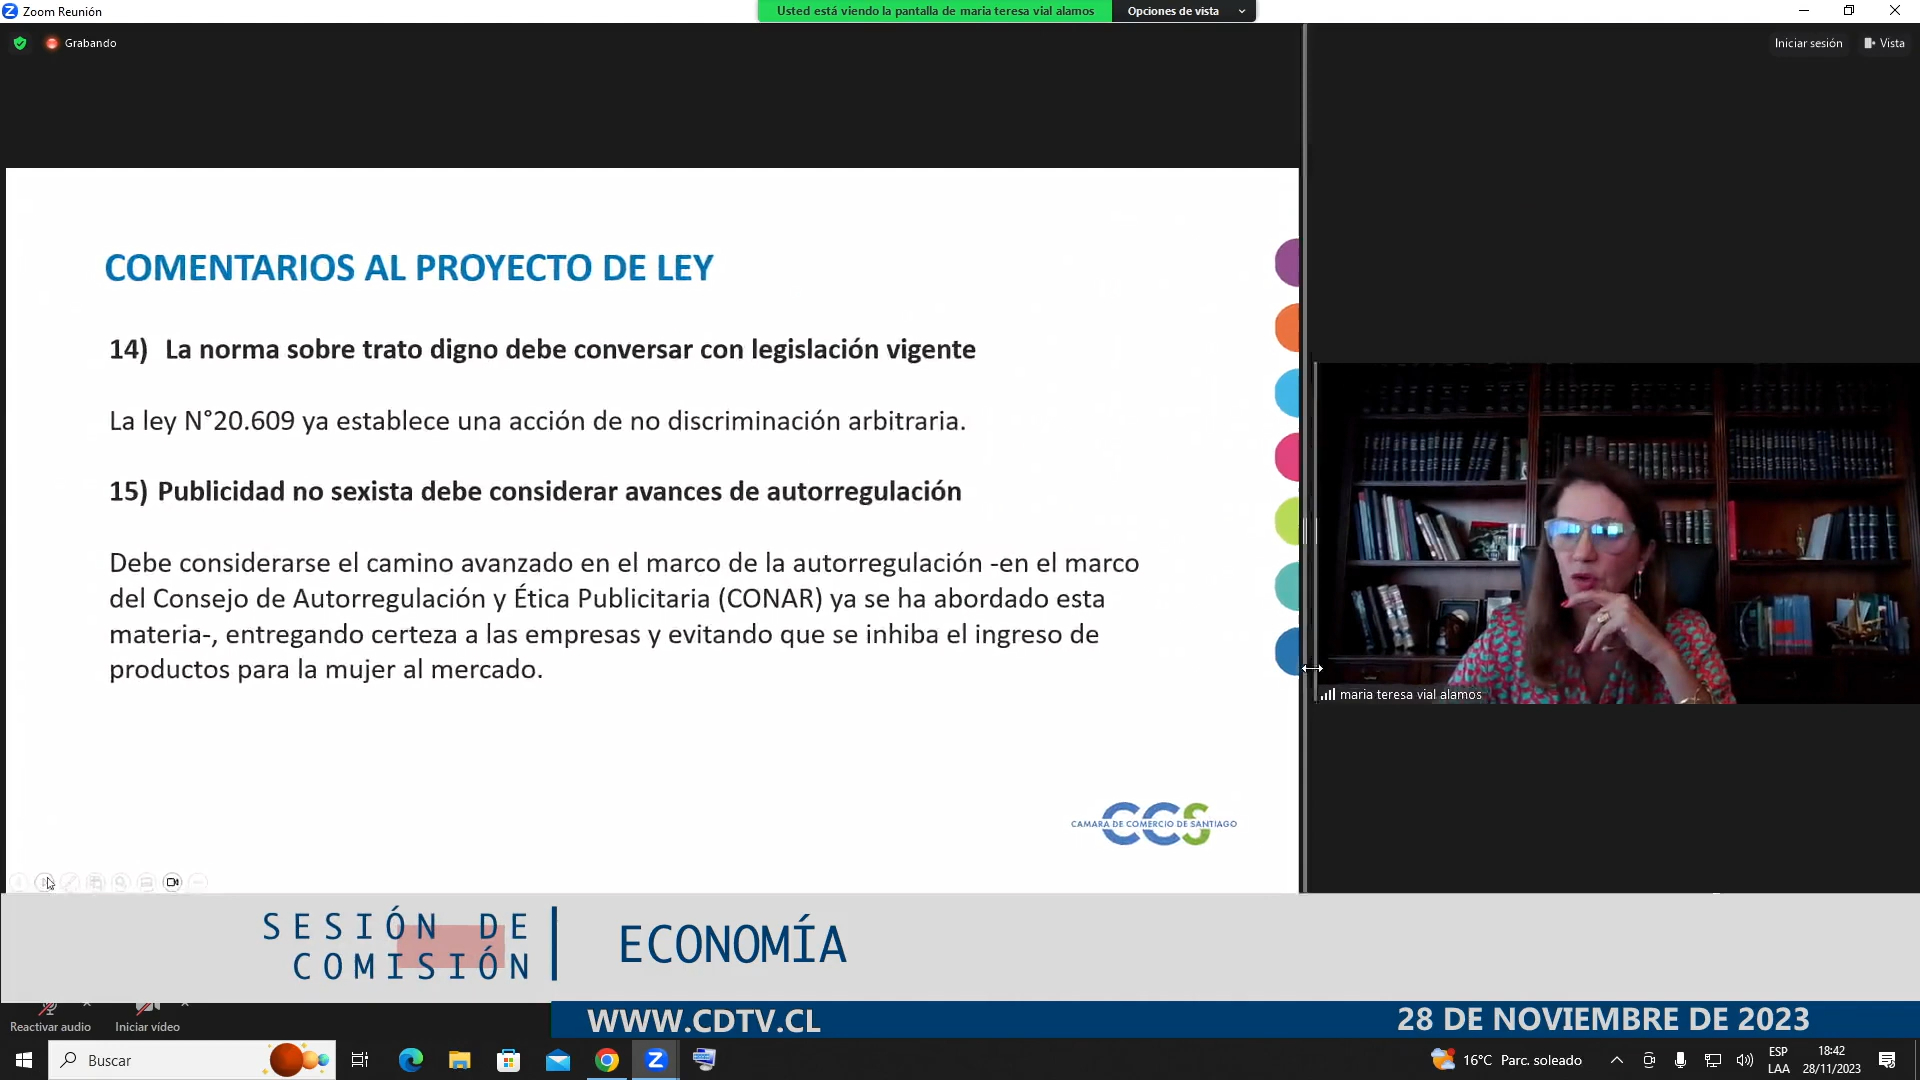 Zoom Reunión
Usted está viendo la pantalla de maria teresa vial alamos
Opciones de vista
Grabando
Iniciar sesión
Vista
COMENTARIOS AL PROYECTO DE LEY
14) La norma sobre trato digno debe conversar con legislación vigente
La ley N°20.609 ya establece una acción de no discriminación arbitraria.
15) Publicidad no sexista debe considerar avances de autorregulación
Debe considerarse el camino avanzado en el marco de la autorregulación -en el marco
del Consejo de Autorregulación y Ética Publicitaria (CONAR) ya se ha abordado esta
materia-, entregando certeza a las empresas y evitando que se inhiba el ingreso de
productos para la mujer al mercado.
CCS
CAMARA DE COMERCIO DE SANTIAGO
maria teresa vial alamos
SESIÓN DE
COMISIÓN
ECONOMÍA
WWW.CDTV.CL
28 DE NOVIEMBRE DE 2023
Reactivar audio
Iniciar vídeo
Buscar
16°C Parc. soleado
ESP
LAA
18:42
28/11/2023